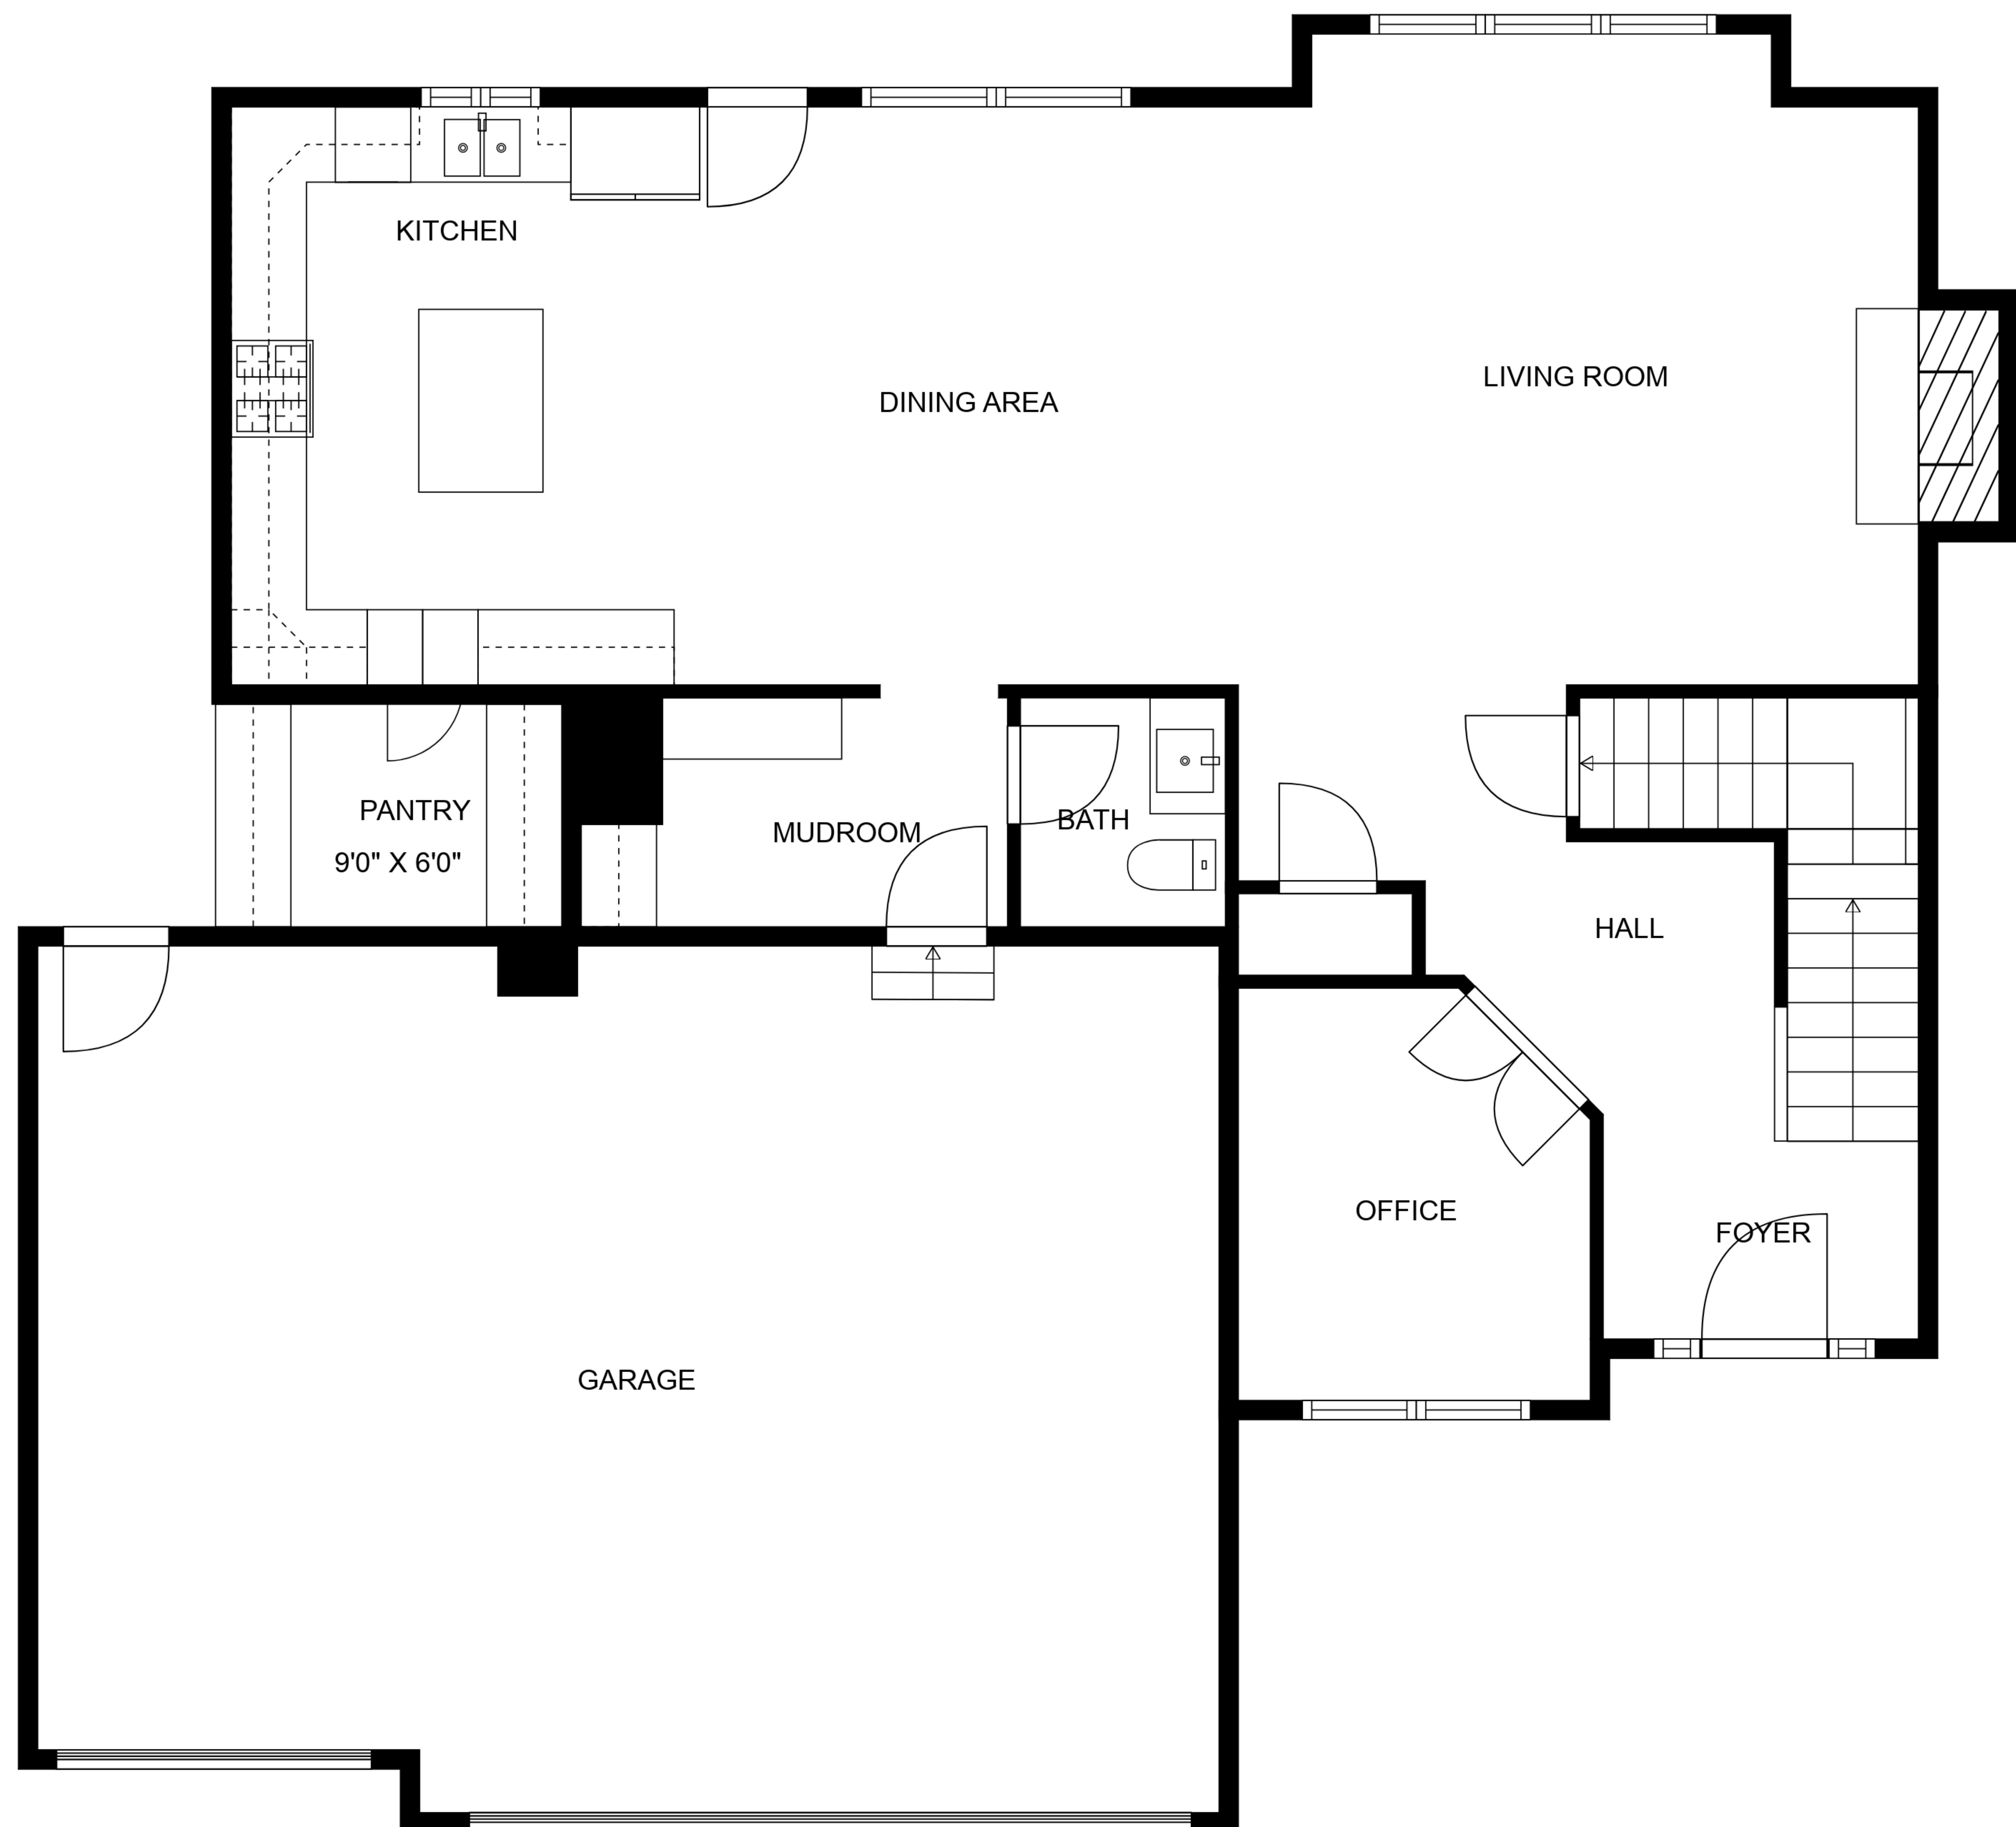 KITCHEN
LIVING ROOM
DINING AREA
PANTRY
9'0" X 6'0"
MUDROOM
BATH
HALL
OFFICE
FOYER
GARAGE